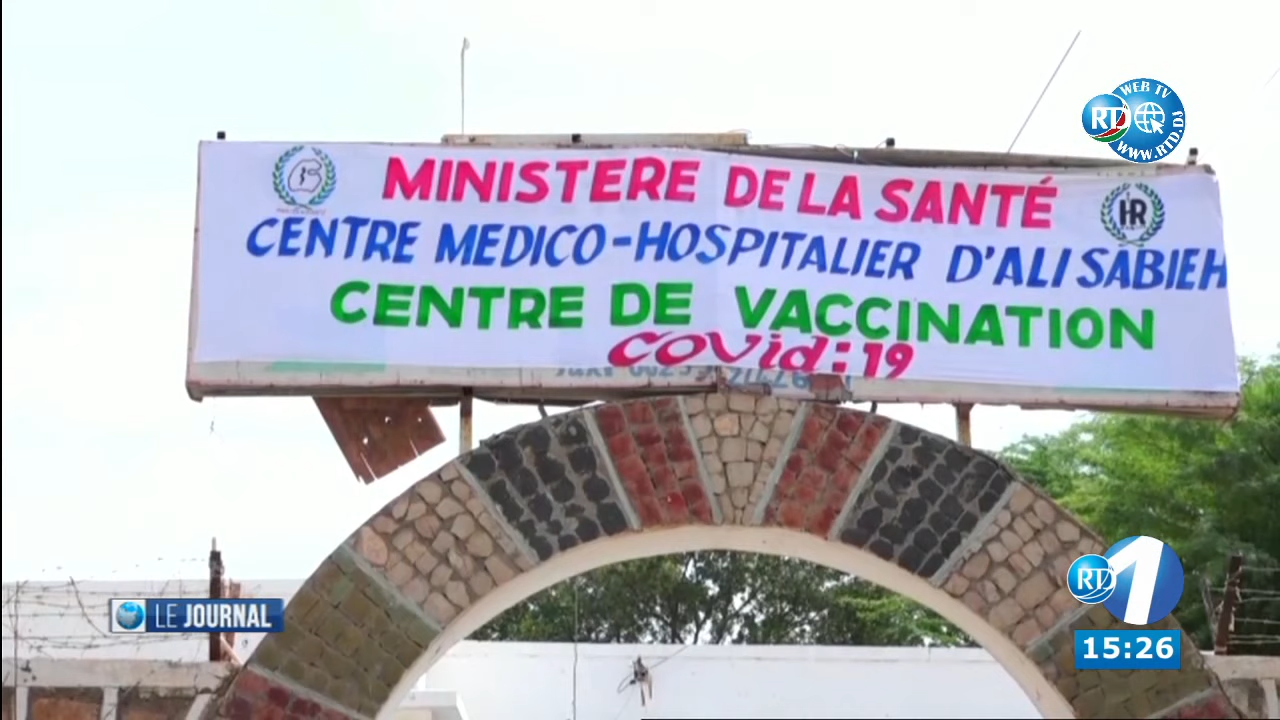 WEB TV
RTD
WWW.RTD.DJ
MINISTERE DE LA SANTÉ
HR
CENTRE MEDICO-HOSPITALIER D'ALI SABIEH
CENTRE DE VACCINATION
COVid:19
LE JOURNAL
RTD 1
15:26